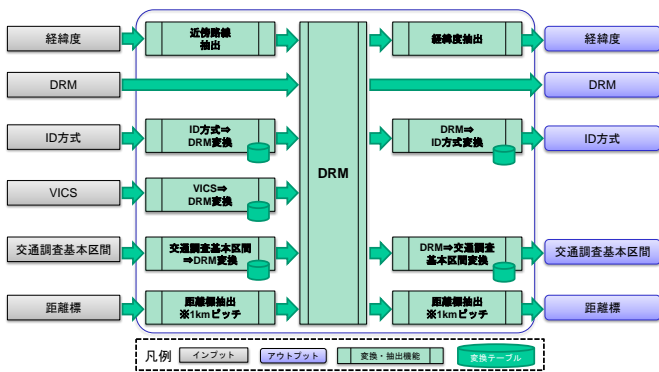 経緯度
近傍路線
抽出
経緯度抽出
経緯度
DRM
DRM
ID方式
ID方式⇒
DRM変換
DRM⇒
ID方式変換
ID方式
DRM
VICS
VICS⇒
DRM変換
交通調査基本区間
交通調査基本区間
⇒DRM変換
DRM⇒交通調査
基本区間変換
交通調査基本区間
距離標
距離標抽出
※1kmピッチ
距離標抽出
※1kmピッチ
距離標
凡例
インプット
アウトプット
変換・抽出機能
変換テーブル